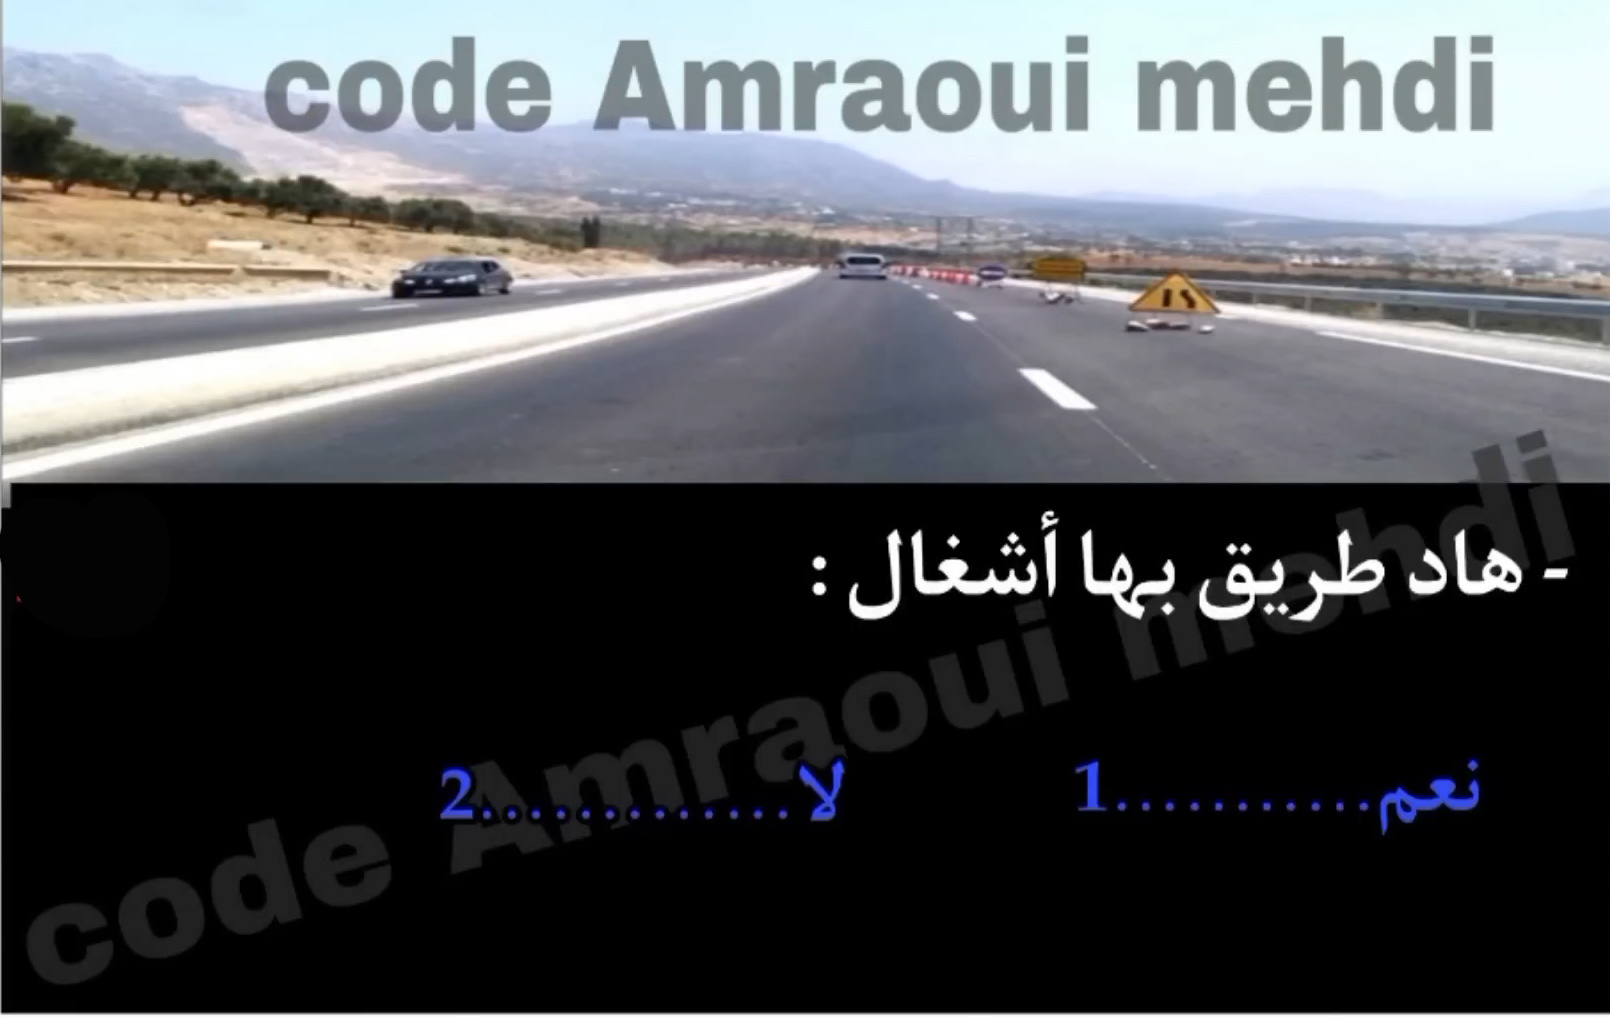 code Amraoui mehdi
- هاد طريق بها أشغال :
نعم...........1 لا.............2
code Amraoui mehdi